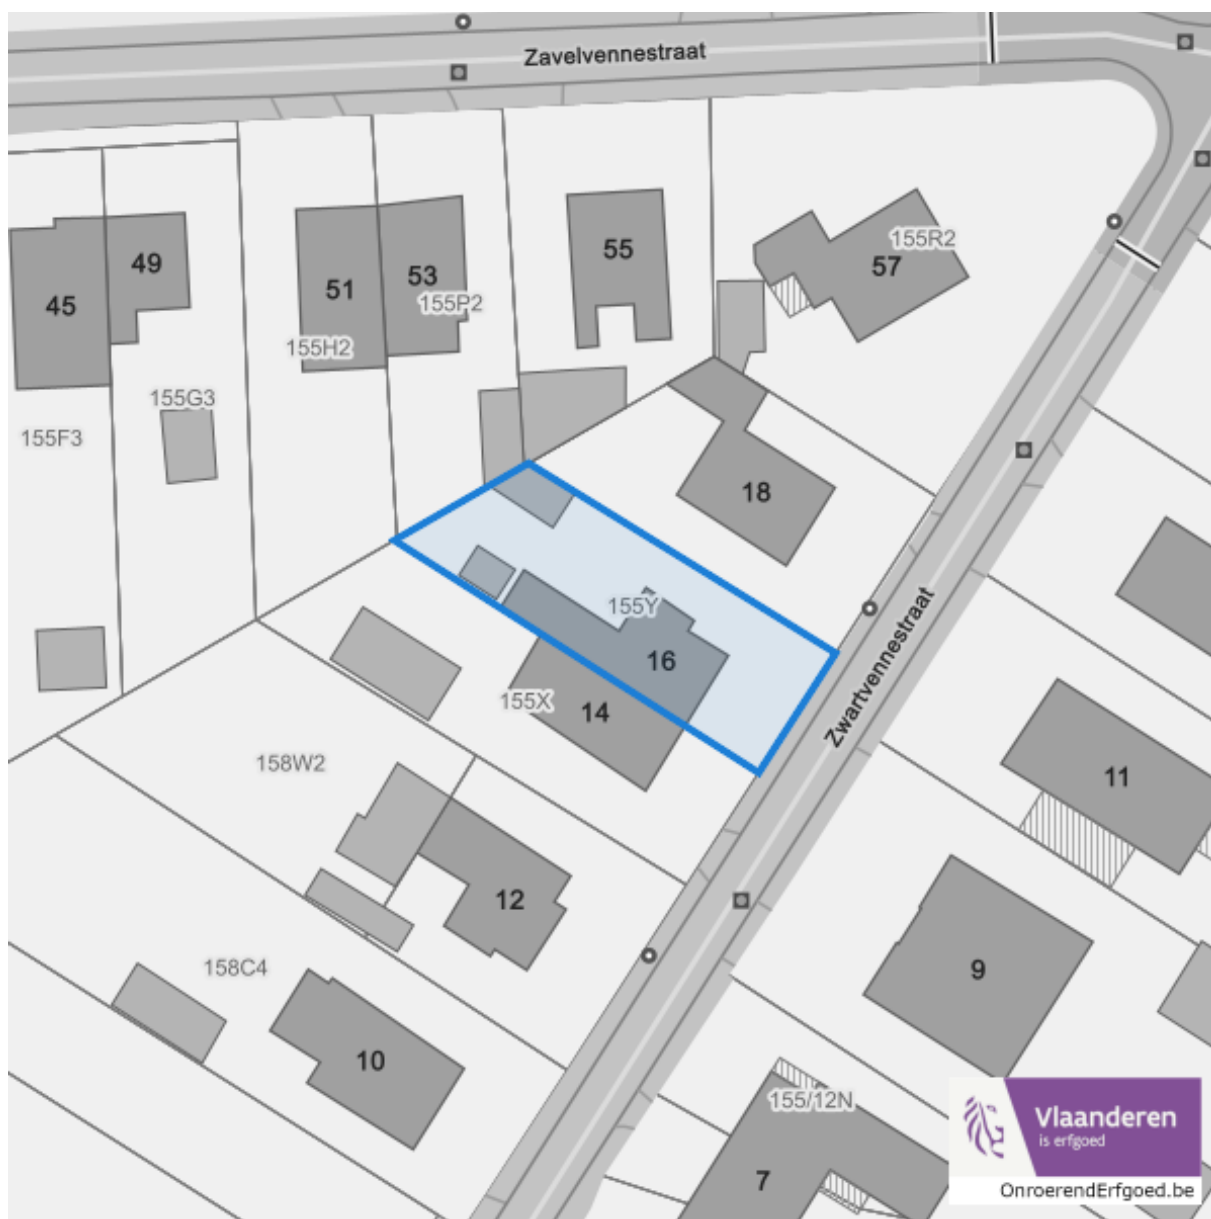 Zavelvennestraat
155R2
55
49
57
53
51
45
155P2
155H2
155G3
155F3
18
155Y
Zwartvennestraat
16
155X
14
158W2
11
12
158C4
9
10
155/12N
7
Vlaanderen
is erfgoed
OnroerendErfgoed.be